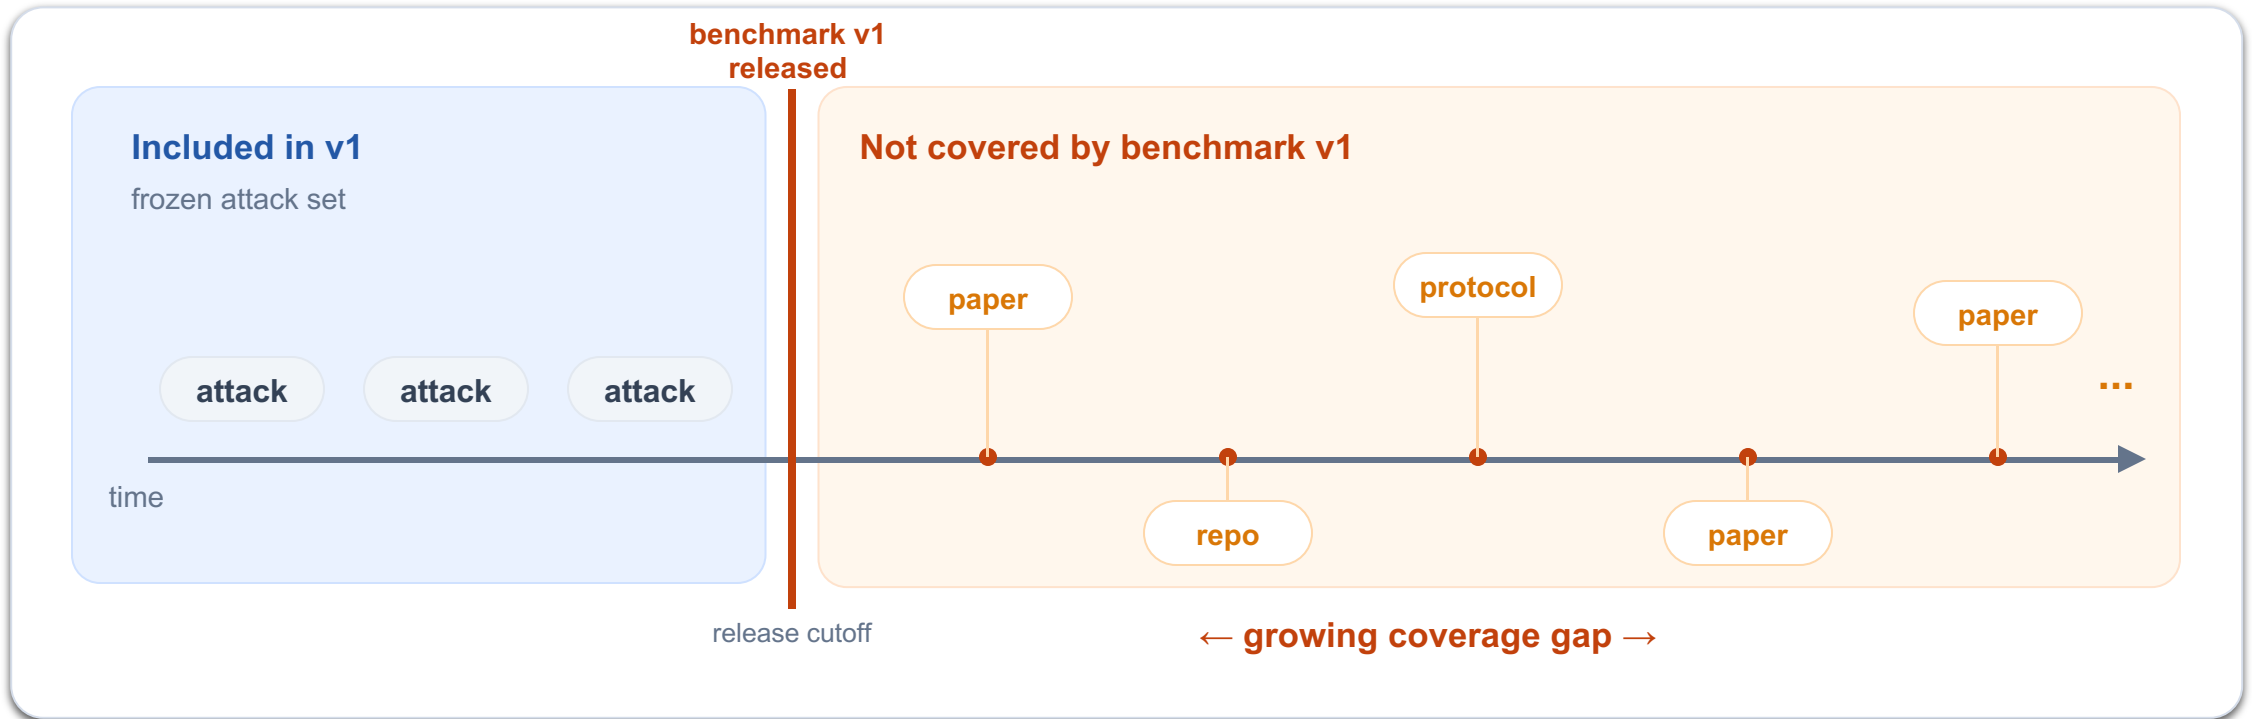 benchmark v1
released
Included in v1
frozen attack set
Not covered by benchmark v1
paper
protocol
paper
attack
attack
attack
...
time
repo
paper
release cutoff
← growing coverage gap →